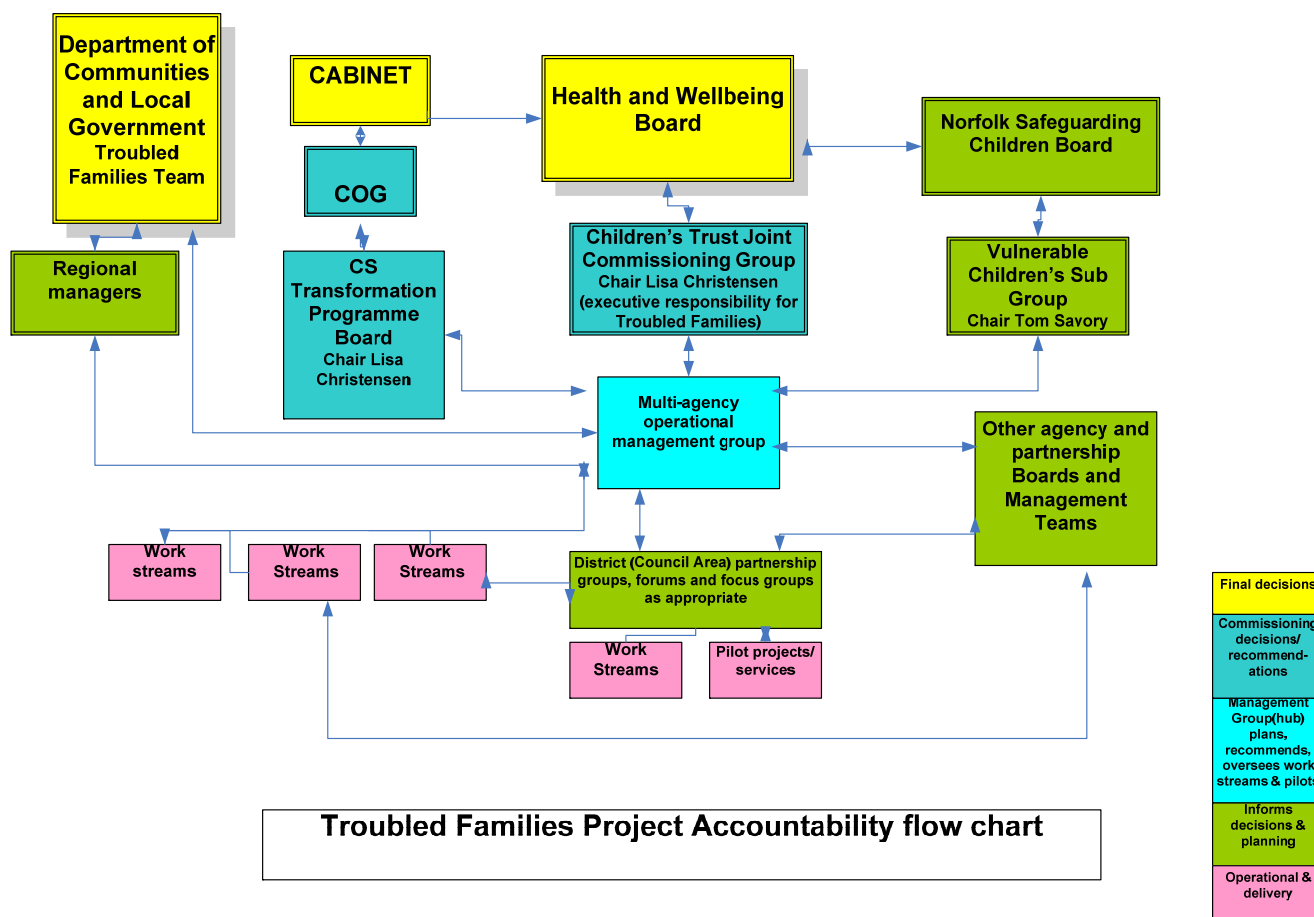 Department of
Communities
and Local
Government
Troubled
Families Team
CABINET
Health and Wellbeing
Board
Norfolk Safeguarding
Children Board
COG
Regional
managers
CS
Transformation
Programme
Board
Chair Lisa
Christensen
Children's Trust Joint
Commissioning Group
Chair Lisa Christensen
(executive responsibility for
Troubled Families)
Vulnerable
Children's Sub
Group
Chair Tom Savory
Multi-agency
operational
management group
Other agency and
partnership
Boards and
Management
Teams
Work
streams
Work
Streams
Work
Streams
District (Council Area) partnership
groups, forums and focus groups
as appropriate
Work
Streams
Pilot projects/
services
Final decisions
Commissioning
decisions/
recommend-
ations
Management
Group(hub)
plans,
recommends,
oversees work
streams & pilots
Informs
decisions &
planning
Operational &
delivery
Troubled Families Project Accountability flow chart